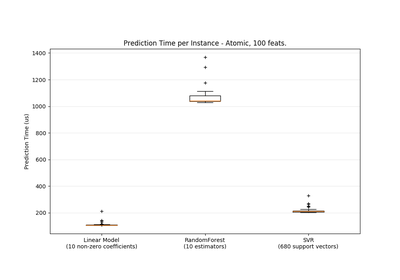 Prediction Time per Instance - Atomic, 100 feats.
Prediction Time (us)
1400
1200
1000
800
600
400
200
Linear Model
(10 non-zero coefficients)
RandomForest
(10 estimators)
SVR
(680 support vectors)